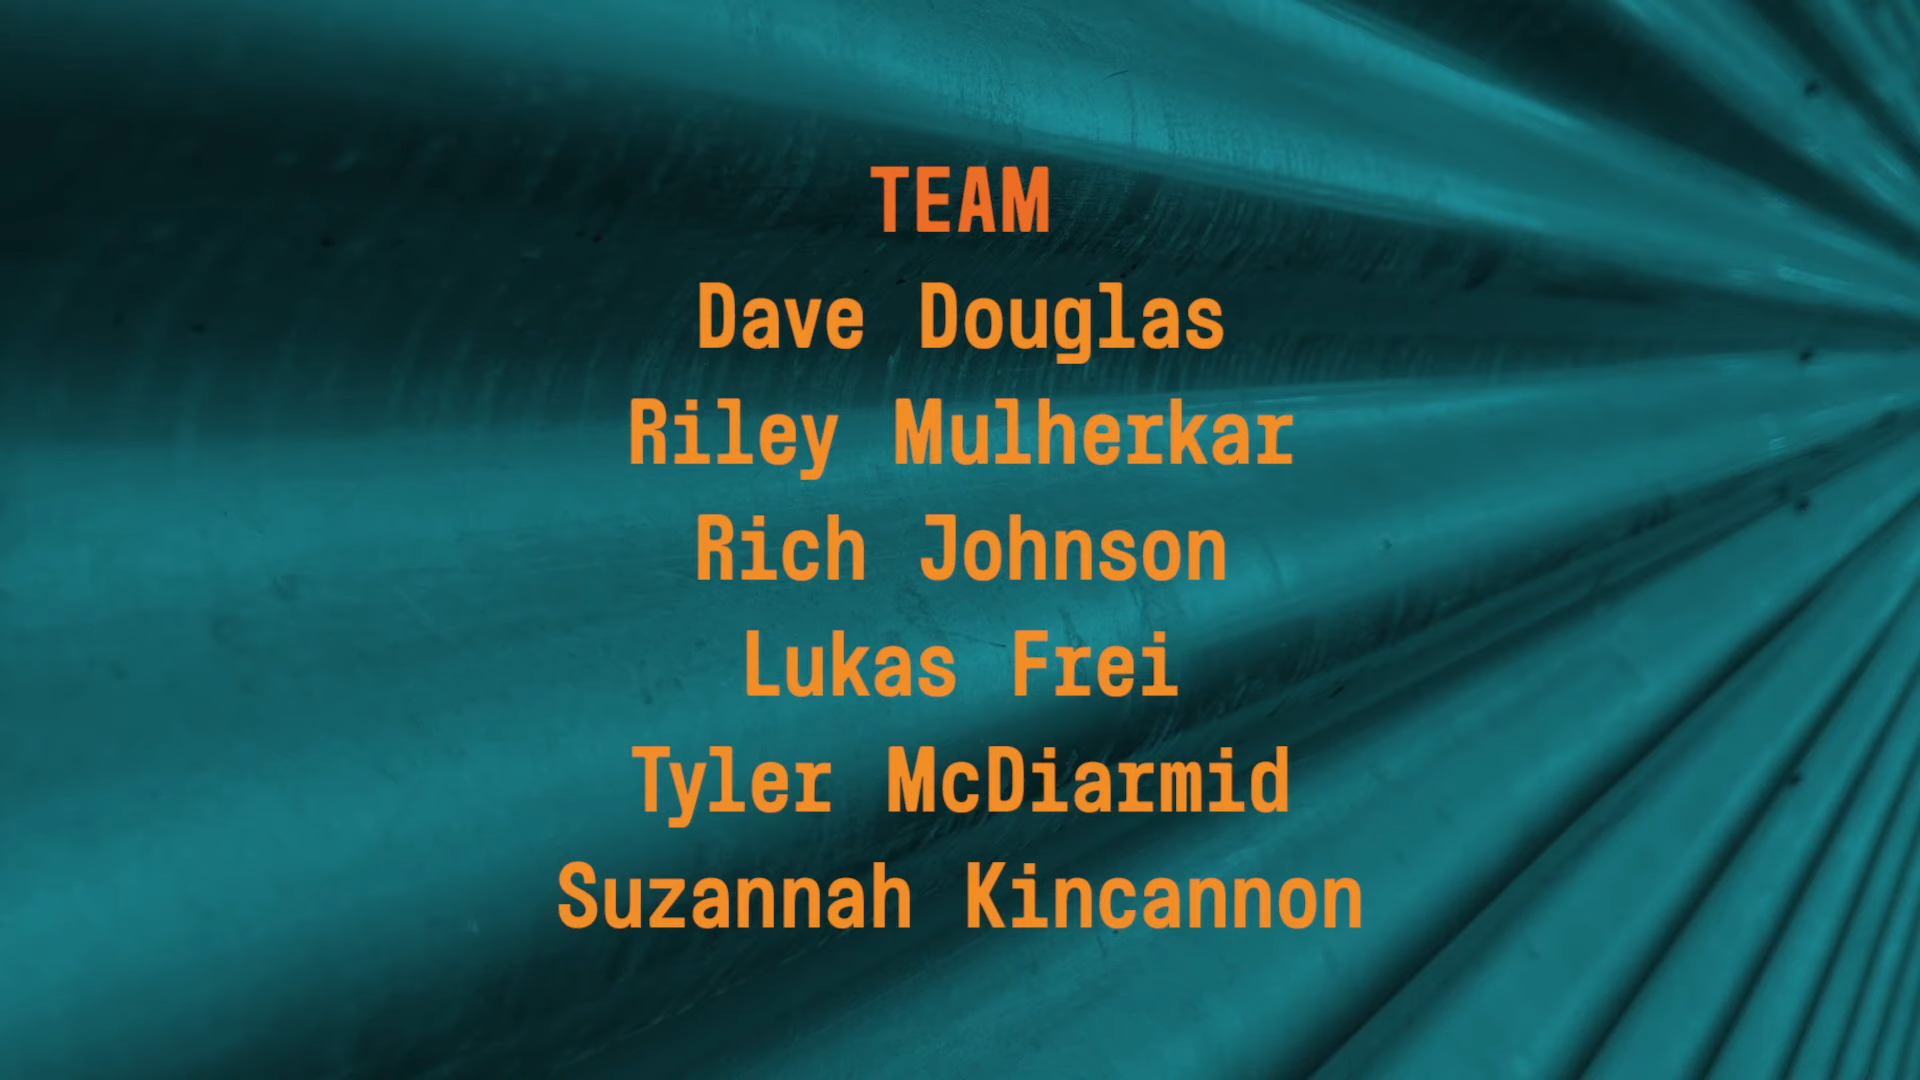 TEAM
Dave Douglas
Riley Mulherkar
Rich Johnson
Lukas Frei
Tyler McDiarmid
Suzannah Kincannon